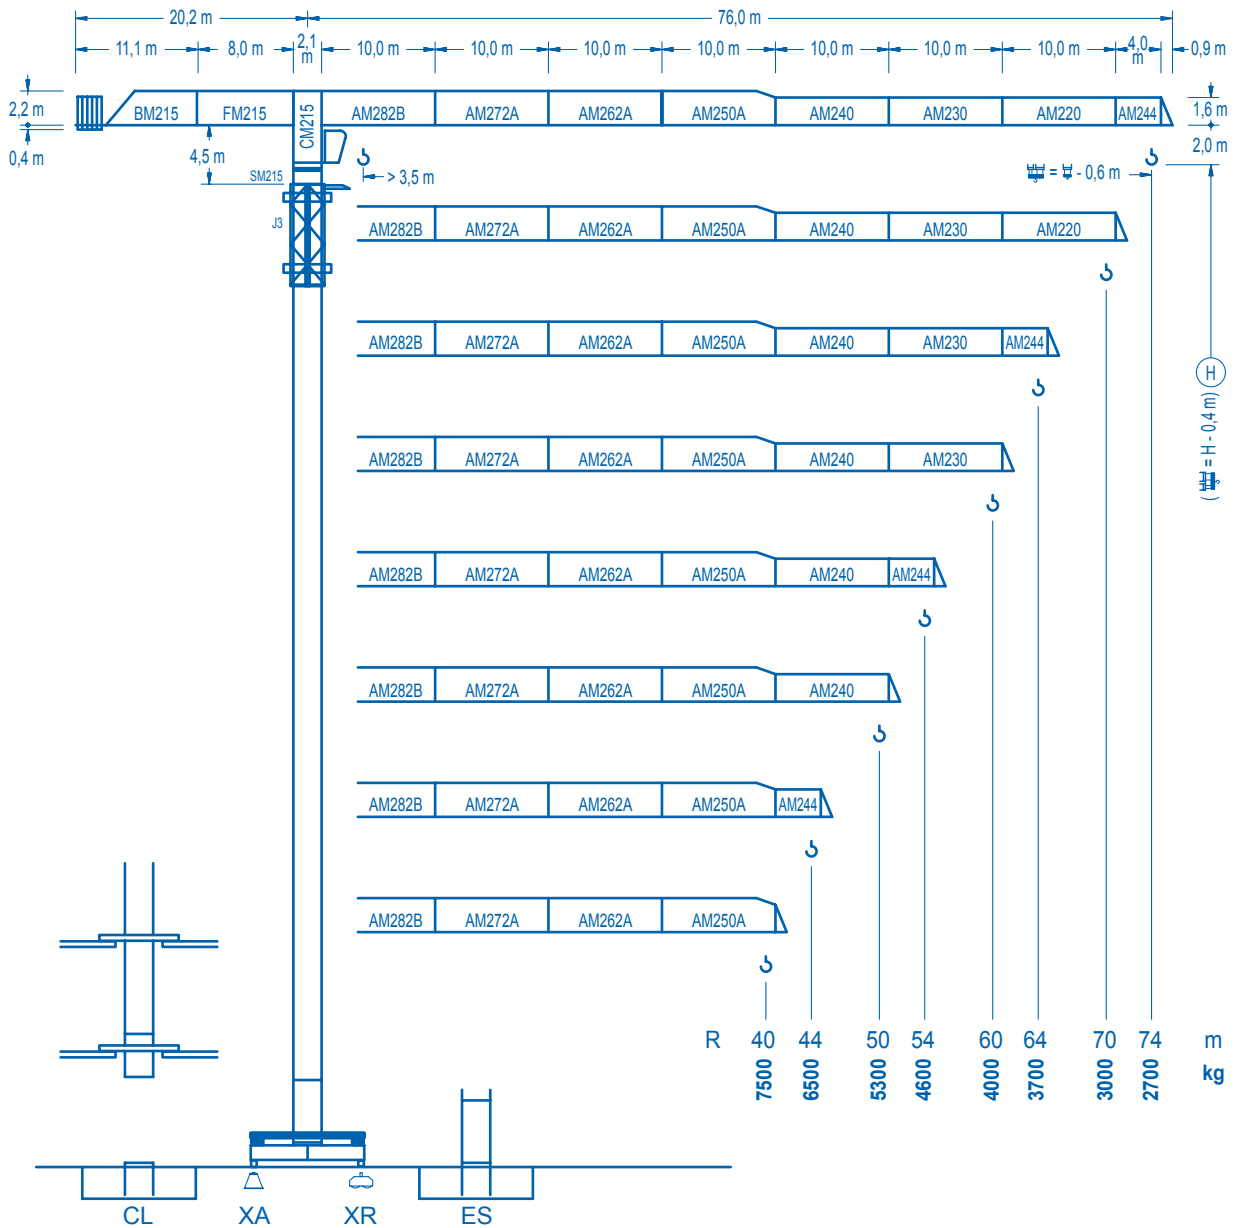 20,2 m 76,0 m
11,1 m 8,0 m 2,1 m 10,0 m 10,0 m 10,0 m 10,0 m 10,0 m 10,0 m 10,0 m 4,0 m 0,9 m
2,2 m BM215 FM215 CM215 AM282B AM272A AM262A AM250A AM240 AM230 AM220 AM244 1,6 m
0,4 m 4,5 m 2,0 m
SM215 > 3,5 m = - 0,6 m
J3 AM282B AM272A AM262A AM250A AM240 AM230 AM220
AM282B AM272A AM262A AM250A AM240 AM230 AM244
H
( = H - 0,4 m)
AM282B AM272A AM262A AM250A AM240 AM230
AM282B AM272A AM262A AM250A AM240 AM244
AM282B AM272A AM262A AM250A AM240
AM282B AM272A AM262A AM250A AM244
AM282B AM272A AM262A AM250A
R 40 44 50 54 60 64 70 74 m
7500 6500 5300 4600 4000 3700 3000 2700 kg
CL XA XR ES